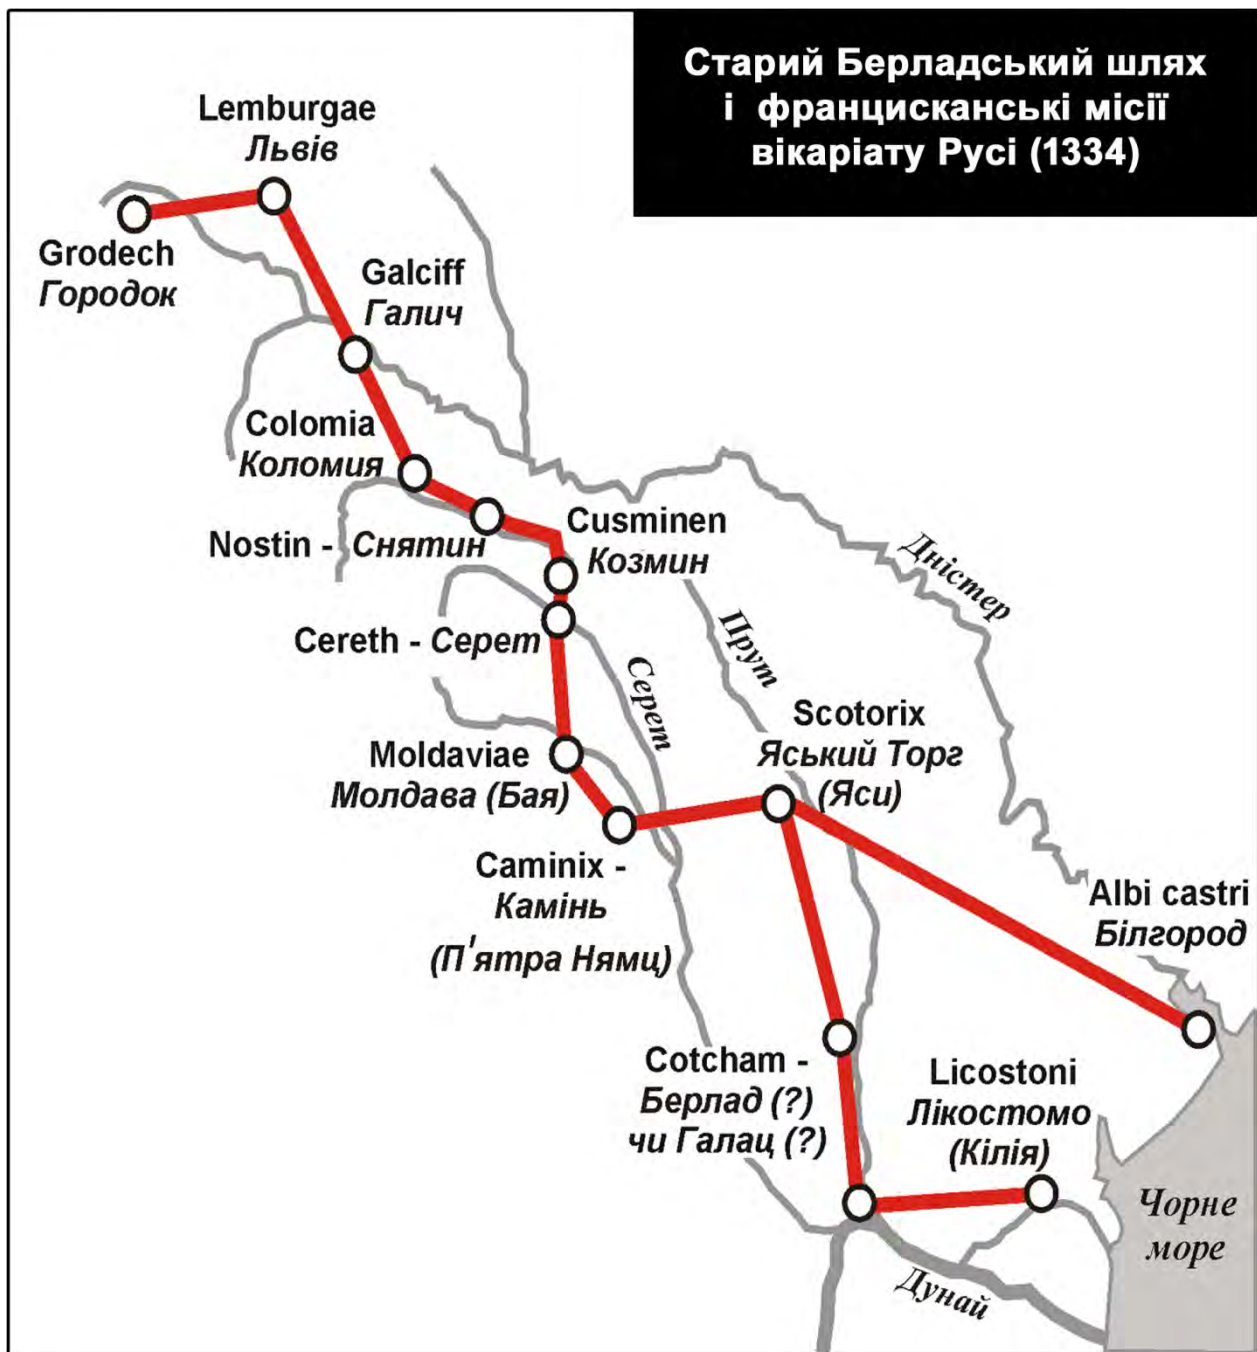 Старий Берладський шлях
і францисканські місії
вікаріату Русі (1334)
Lemburgae
Львів
Grodech
Городок
Galciff
Галич
Colomia
Коломия
Nostin - Снятин
Cusminen
Козмин
Cereth - Серет
Дністер
Прут
Серет
Scotorix
Яський Торг
(Яси)
Moldaviae
Молдава (Бая)
Caminix -
Камінь
(П'ятра Нямц)
Albi castri
Білгород
Cotcham -
Берлад (?)
чи Галац (?)
Licostoni
Лікостомо
(Кілія)
Чорне
море
Дунай